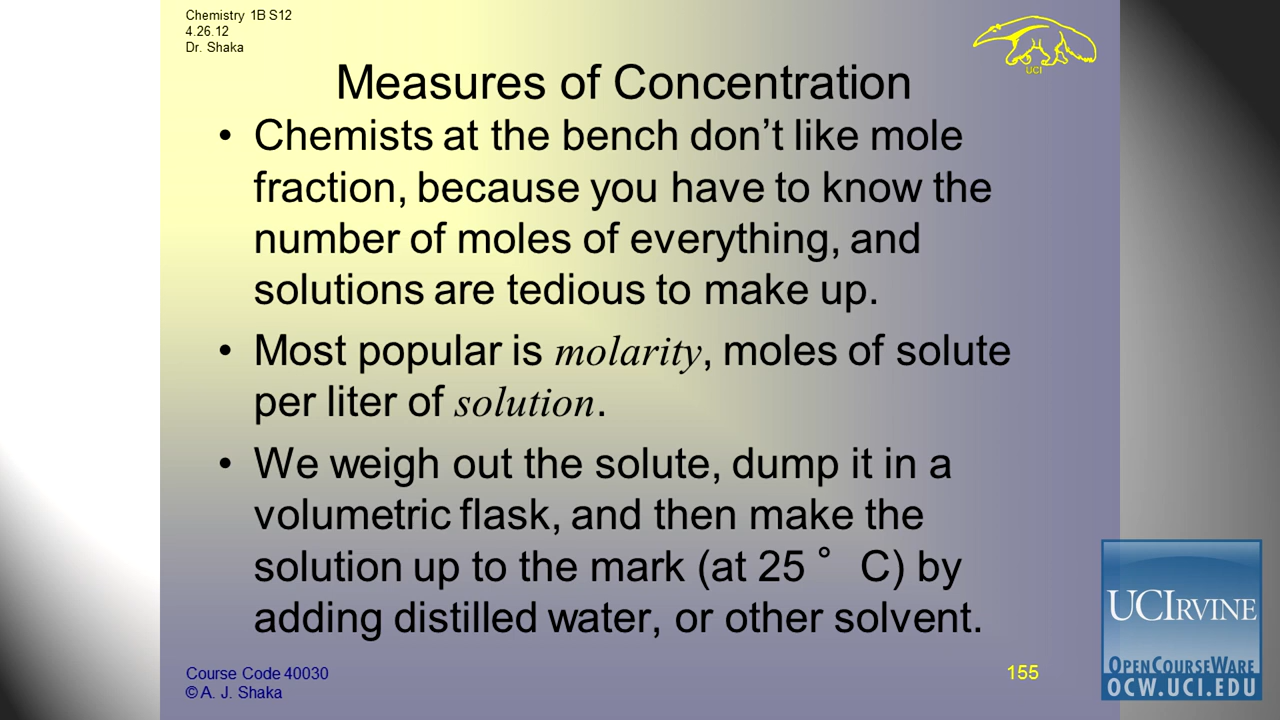 Chemistry 1B S12
4.26.12
Dr. Shaka
UCI
Measures of Concentration
• Chemists at the bench don’t like mole
fraction, because you have to know the
number of moles of everything, and
solutions are tedious to make up.
• Most popular is molarity, moles of solute
per liter of solution.
• We weigh out the solute, dump it in a
volumetric flask, and then make the
solution up to the mark (at 25 ° C) by
adding distilled water, or other solvent.
Course Code 40030
© A. J. Shaka
155
UCIRVINE
OPENCOURSEWARE
OCW.UCI.EDU